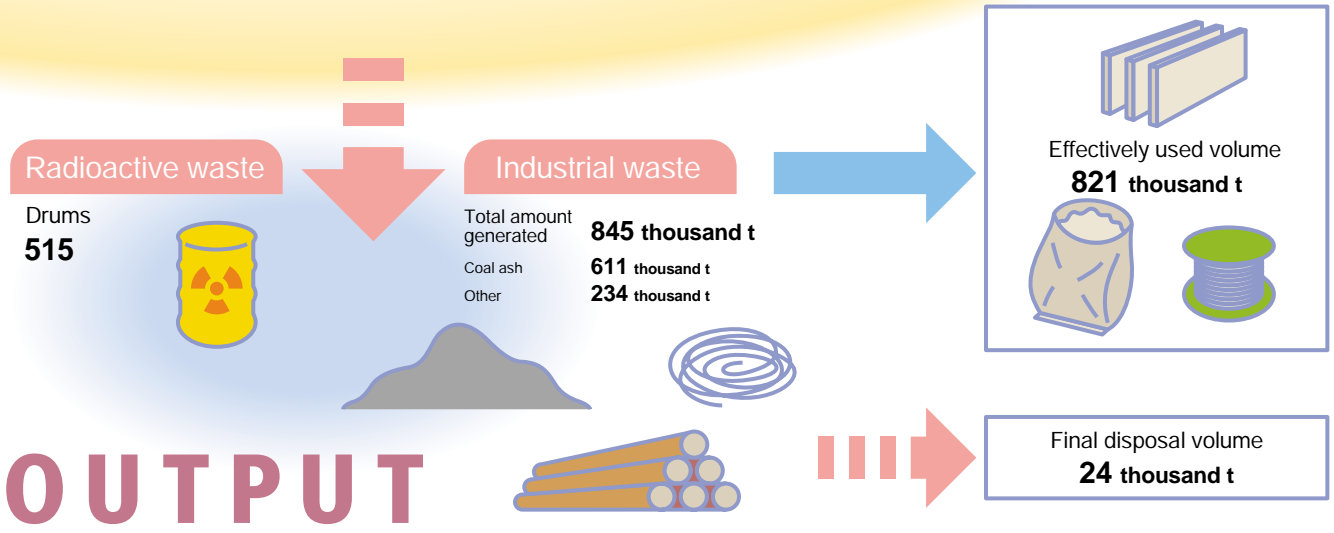 Radioactive waste
Drums
515
Industrial waste
Total amount
generated
845 thousand t
Coal ash 611 thousand t
Other 234 thousand t
Effectively used volume
821 thousand t
Final disposal volume
24 thousand t
OUTPUT